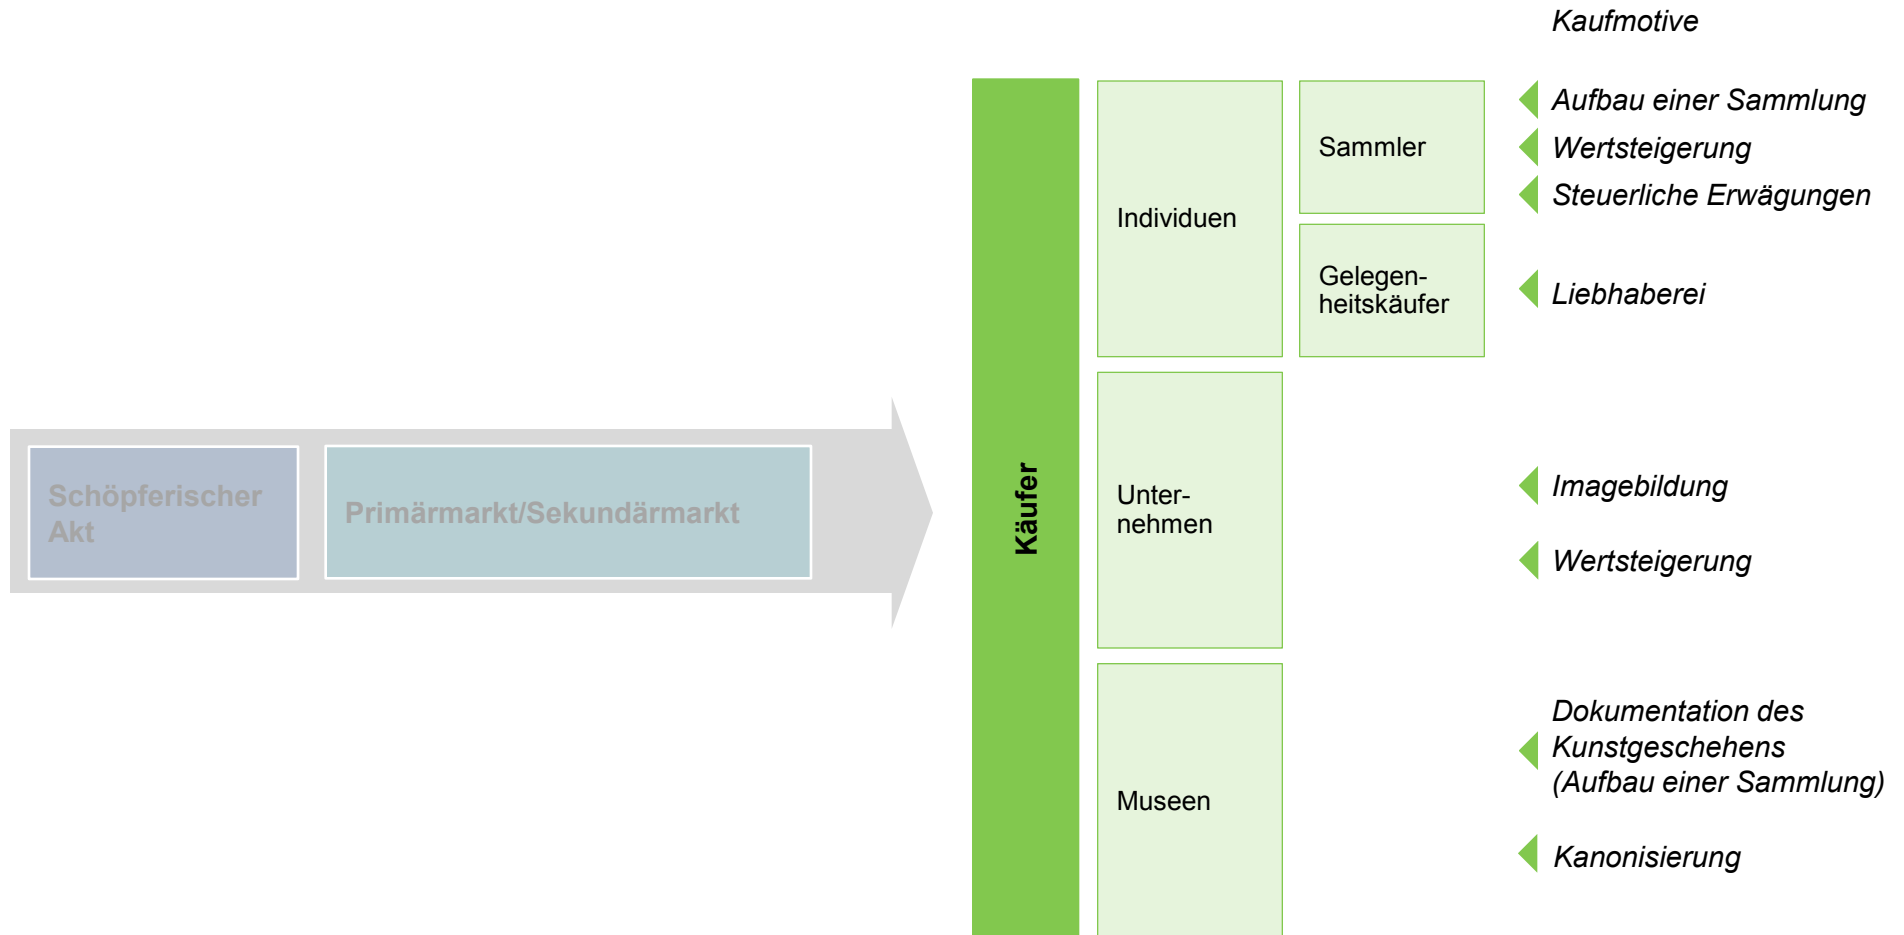 Kaufmotive
Schöpferischer
Akt
Primärmarkt/Sekundärmarkt
Käufer
Individuen
Sammler
Aufbau einer Sammlung
Wertsteigerung
Steuerliche Erwägungen
Gelegen-
heitskäufer
Liebhaberei
Unter-
nehmen
Imagebildung
Wertsteigerung
Museen
Dokumentation des
Kunstgeschehens
(Aufbau einer Sammlung)
Kanonisierung